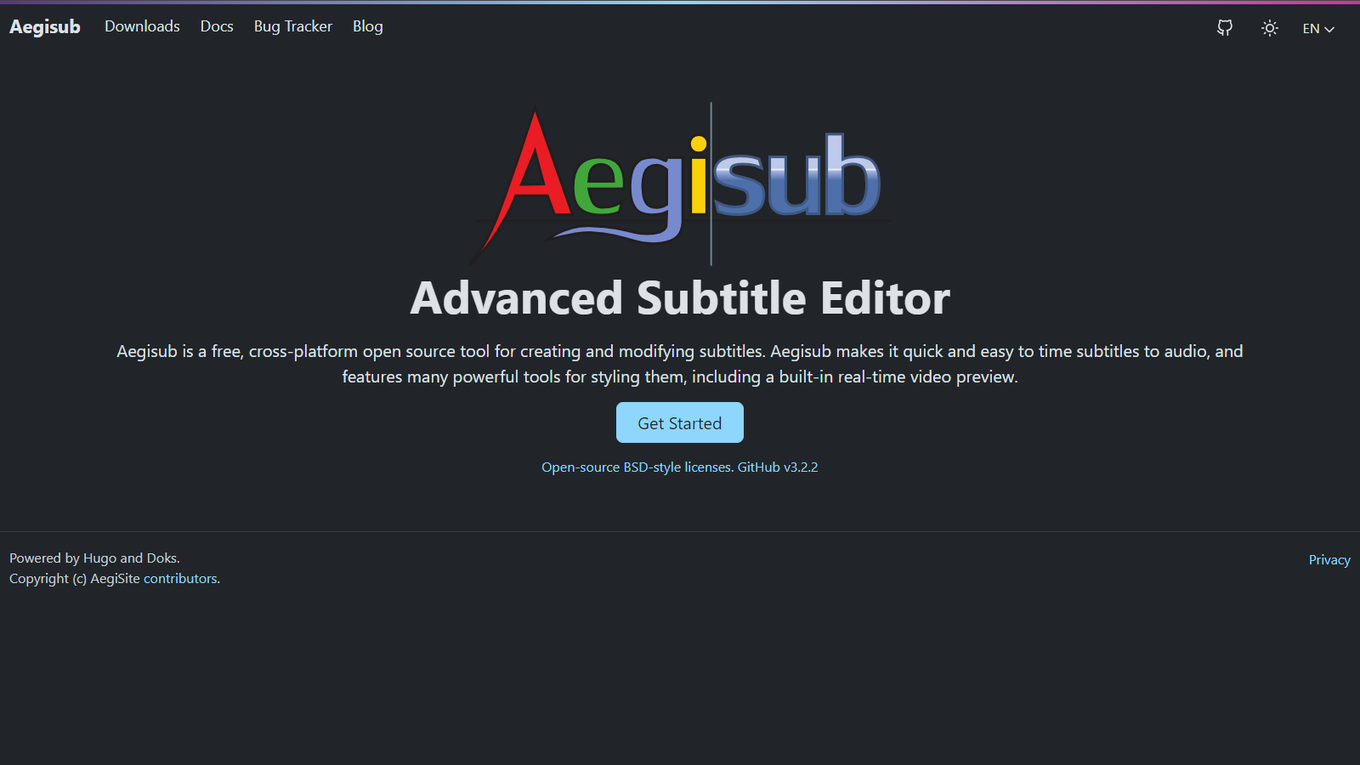 Aegisub Downloads Docs Bug Tracker Blog EN
Aegisub
Advanced Subtitle Editor
Aegisub is a free, cross-platform open source tool for creating and modifying subtitles. Aegisub makes it quick and easy to time subtitles to audio, and
features many powerful tools for styling them, including a built-in real-time video preview.
Get Started
Open-source BSD-style licenses. GitHub v3.2.2
Powered by Hugo and Doks. Privacy
Copyright (c) AegiSite contributors.